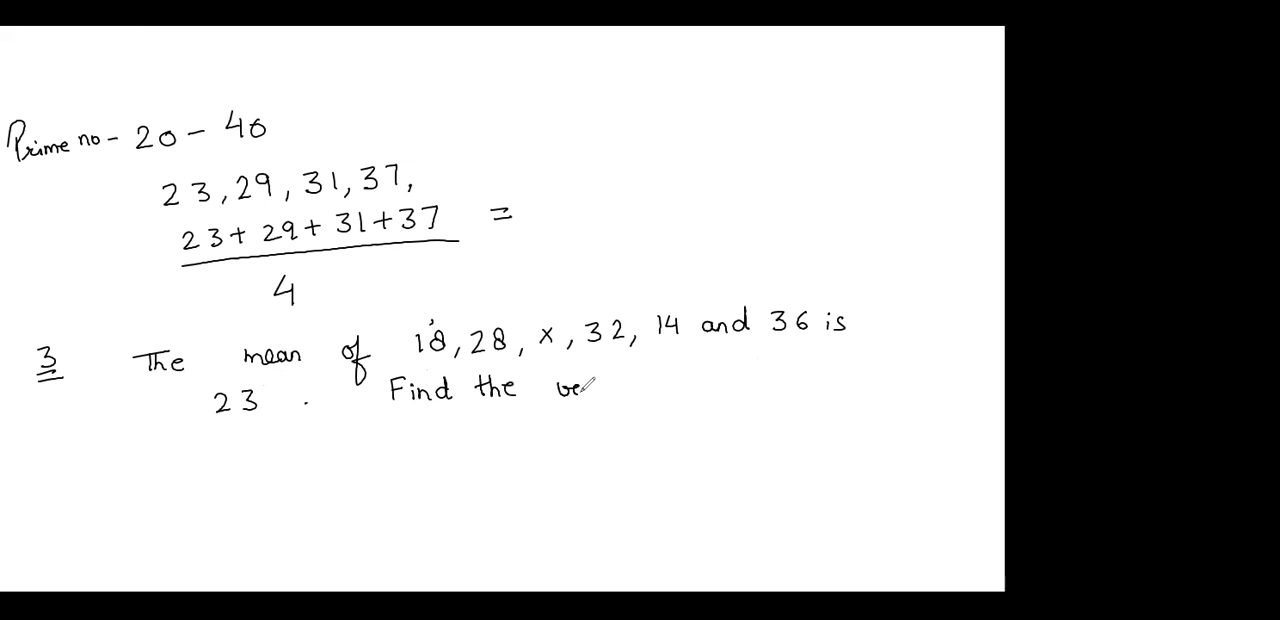 Prime no - 20 - 40
23, 29, 31, 37,
23 + 29 + 31 + 37 =
4
3 The mean of 18, 28, x, 32, 14 and 36 is
23 . Find the